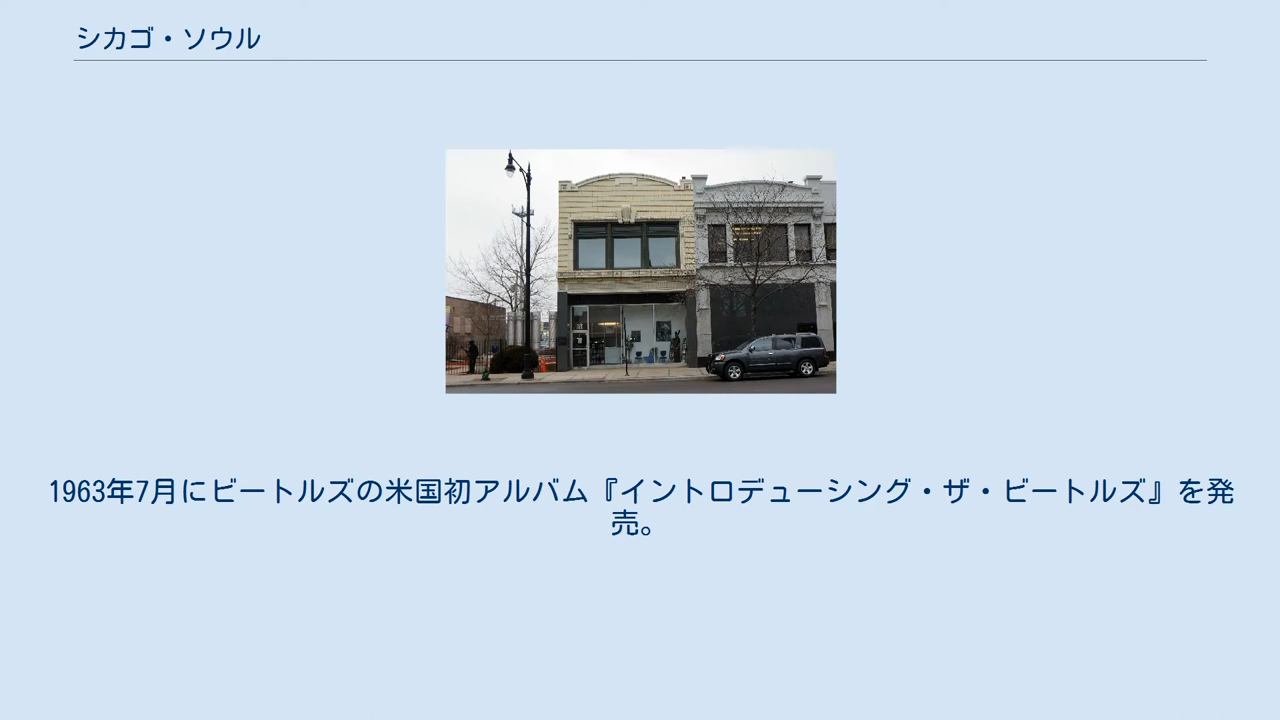 シカゴ・ソウル
1963年7月にビートルズの米国初アルバム『イントロデューシング・ザ・ビートルズ』を発
売。